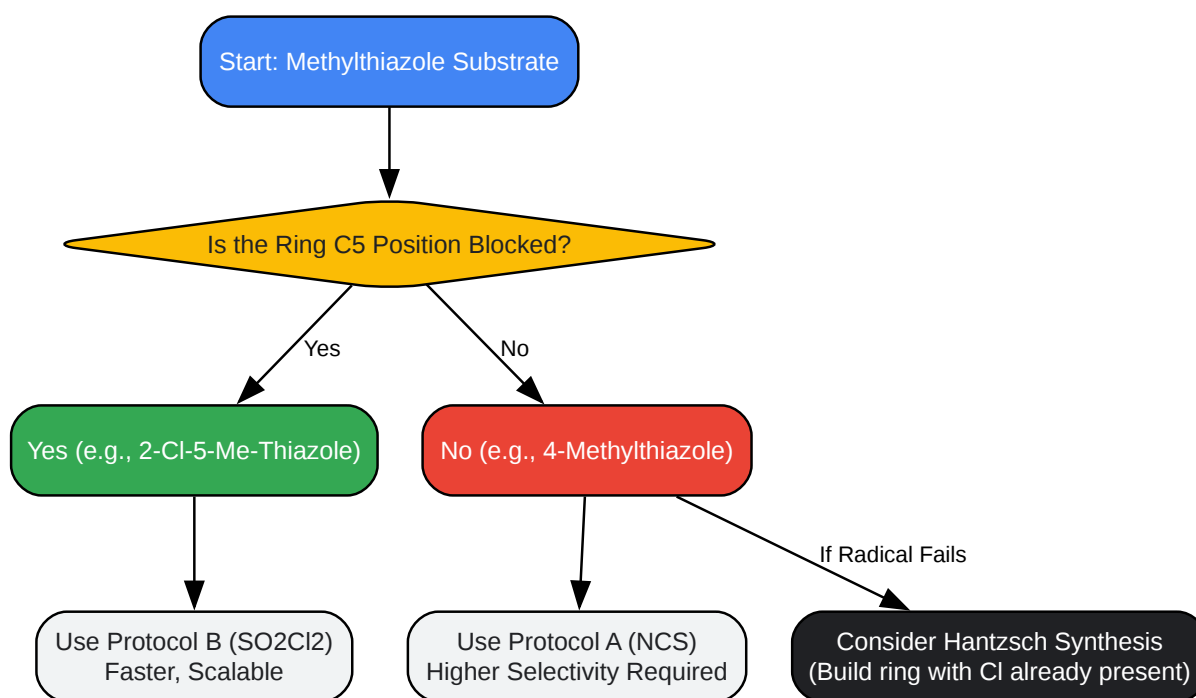 Start: Methylthiazole Substrate
Is the Ring C5 Position Blocked?
Yes
No
Yes (e.g., 2-Cl-5-Me-Thiazole)
No (e.g., 4-Methylthiazole)
If Radical Fails
Use Protocol B (SO2Cl2)
Faster, Scalable
Use Protocol A (NCS)
Higher Selectivity Required
Consider Hantzsch Synthesis
(Build ring with Cl already present)